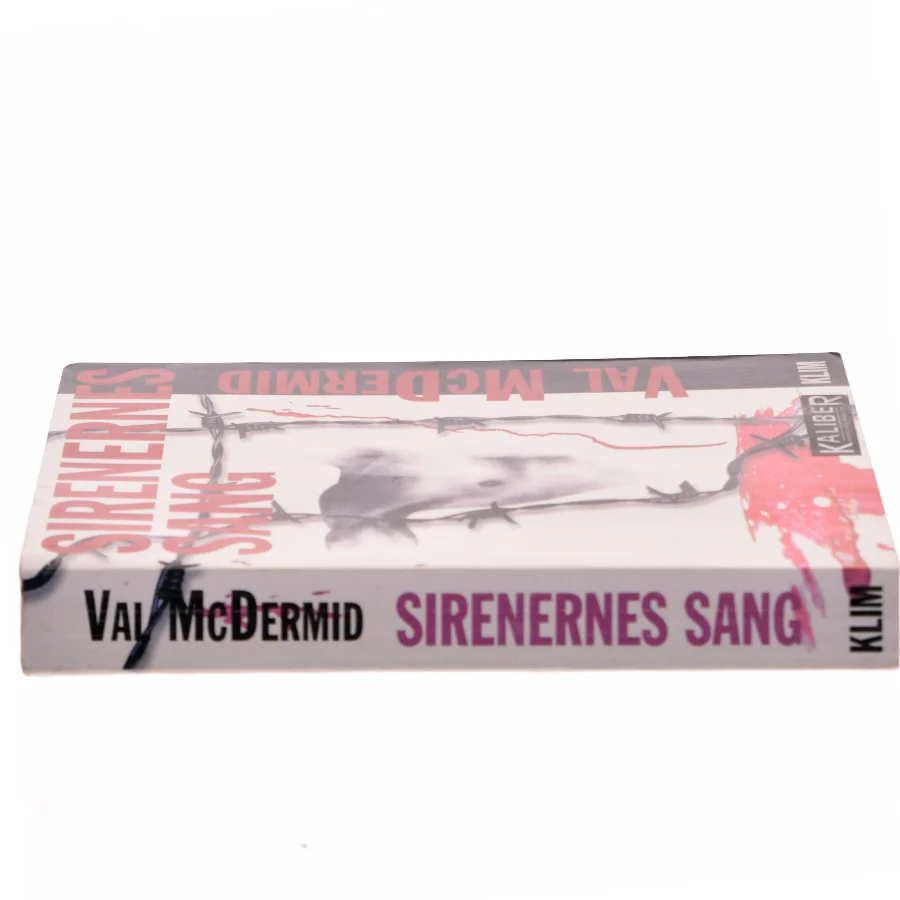 SIRENERNES
SANG
VAL MCDERMID
KLIM
KALIBER
VAL MCDERMID
SIRENERNES SANG
KLIM